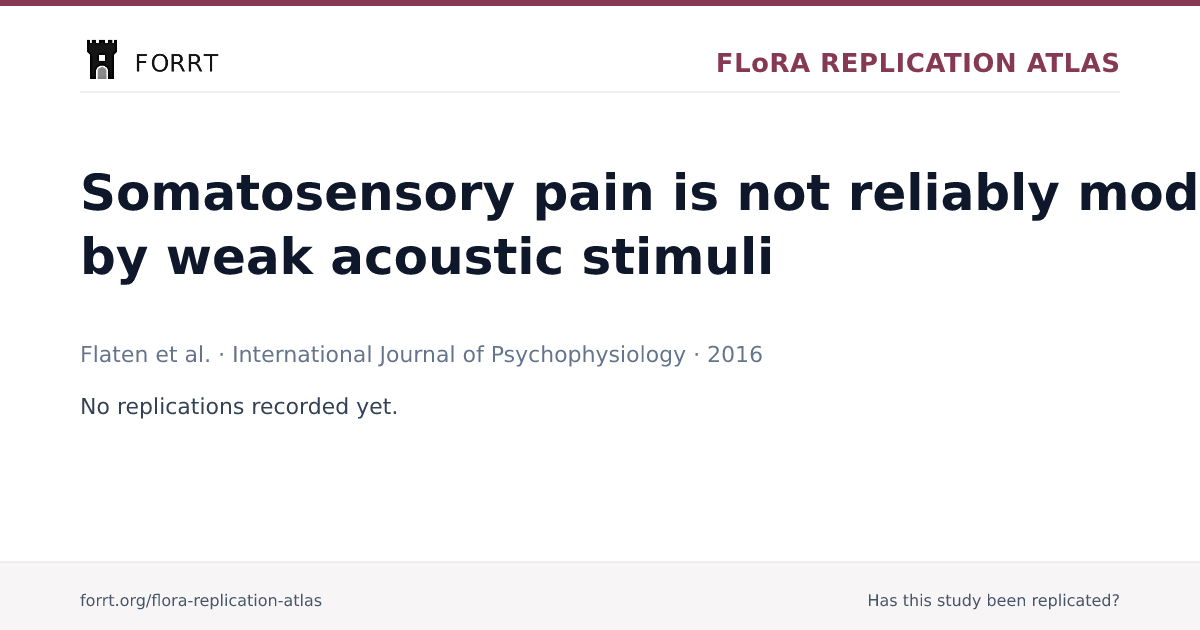 FORRT
FLoRA REPLICATION ATLAS
Somatosensory pain is not reliably mod
by weak acoustic stimuli
Flaten et al. · International Journal of Psychophysiology · 2016
No replications recorded yet.
forrt.org/flora-replication-atlas
Has this study been replicated?